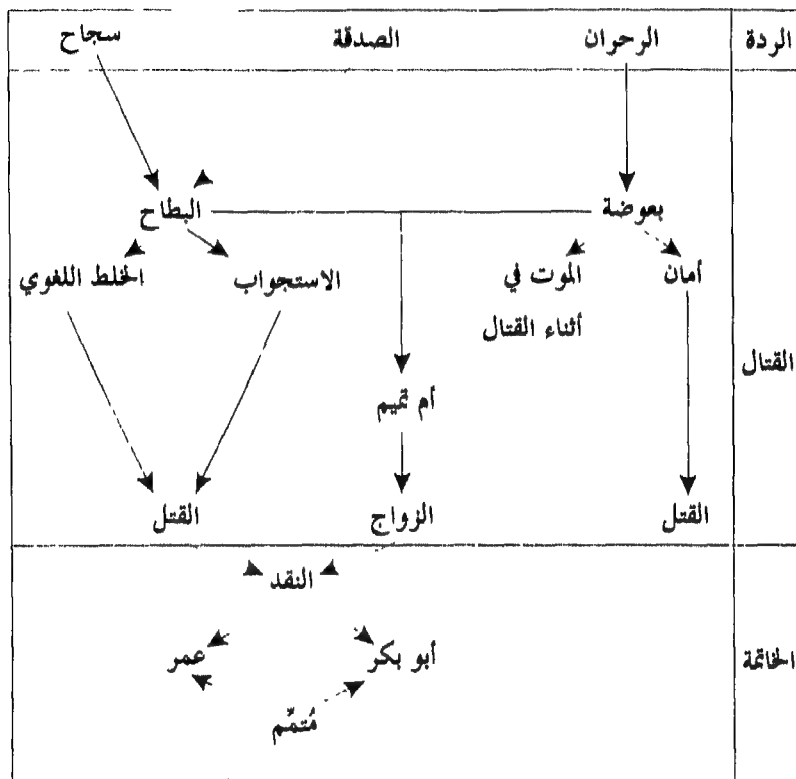 الردة الرحوان الصدقة سجاح
بعوضة البطاح
أمان الموت في الاستجواب الخلط اللغوي
أثناء القتال
القتال
أم تميم
القتل الزواج القتل
النقد
الخاتمة أبو بكر عمر
مُتمِّم